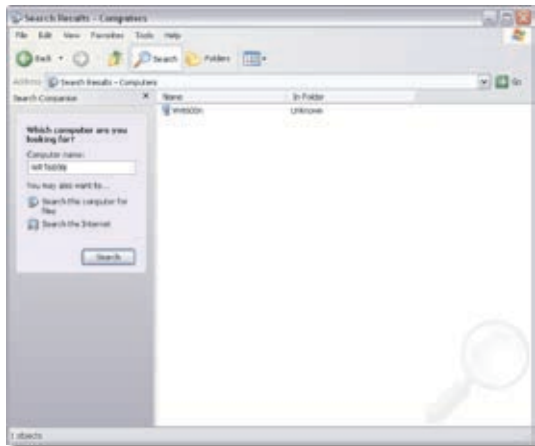 Search Results - Computers
File Edit View Favorites Tools Help
Back Search Folders
Address Search Results - Computers Go
Search Companion
Name In Folder
Unknown
Which computer are you
looking for?
Computer name:
You may also want to...
Search this computer for
files
Search the Internet
Search
1 objects